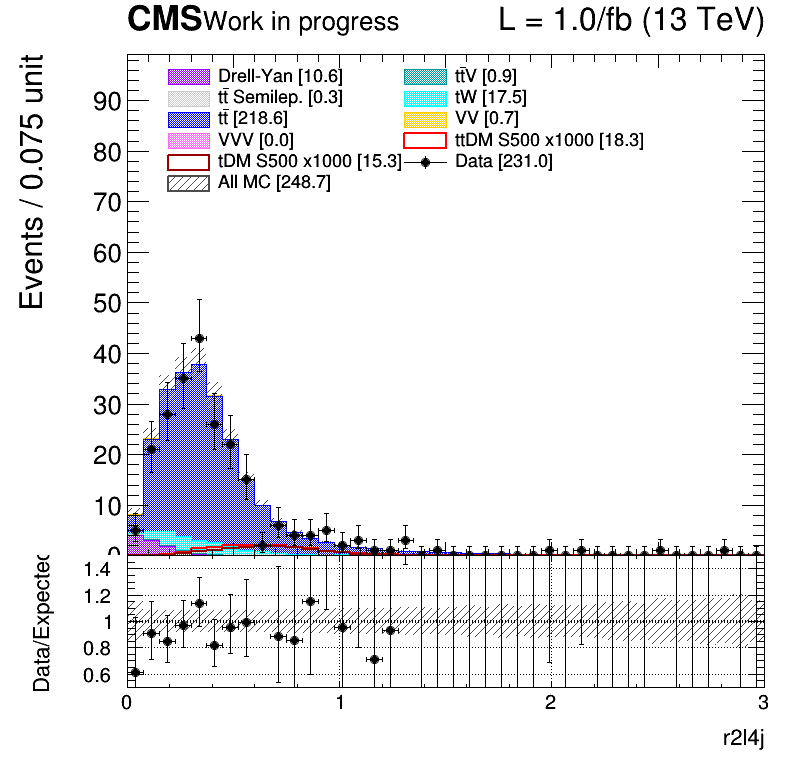 CMS Work in progress L = 1.0/fb (13 TeV)
Drell-Yan [10.6] tt̄V [0.9]
tt̄ Semilep. [0.3] tW [17.5]
tt̄ [218.6] VV [0.7]
VVV [0.0] ttDM S500 x1000 [18.3]
tDM S500 x1000 [15.3] Data [231.0]
All MC [248.7]
Events / 0.075 unit
90
80
70
60
50
40
30
20
10
0
Data/Expected
1.4
1.2
1
0.8
0.6
0 1 2 3
r2l4j